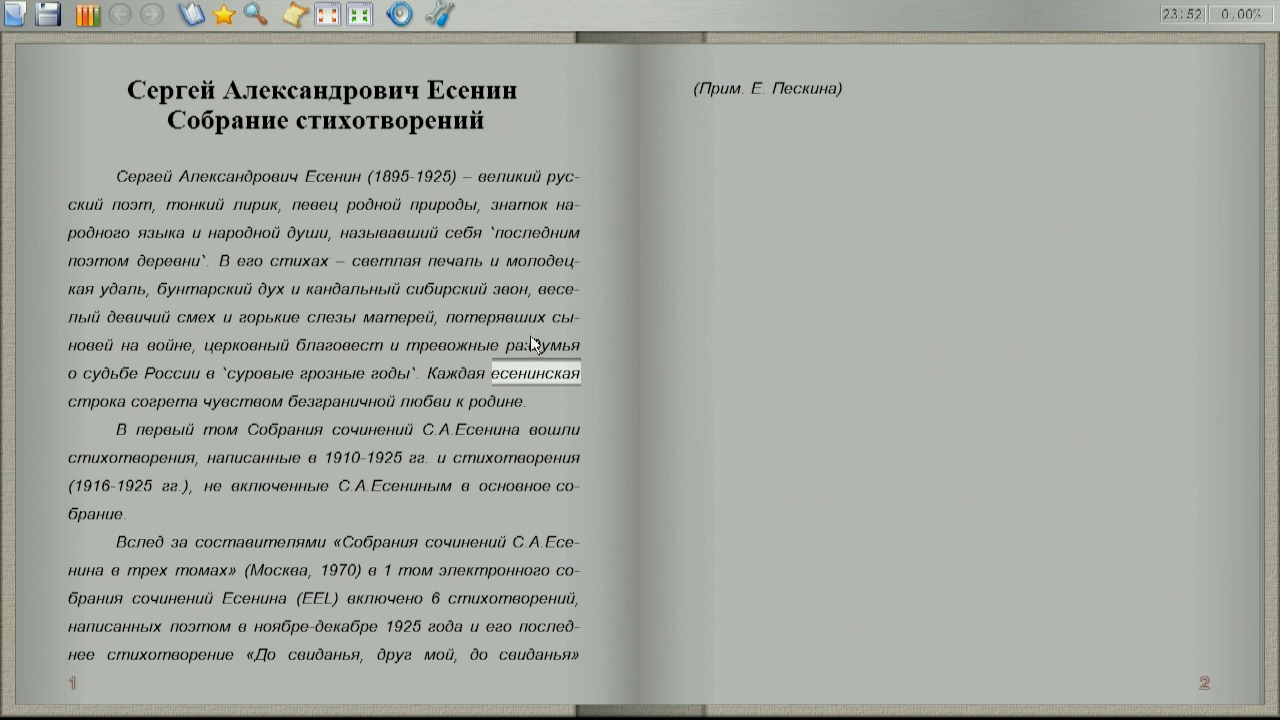 23:52 0,00%
Сергей Александрович Есенин
Собрание стихотворений
Сергей Александрович Есенин (1895-1925) – великий рус-
ский поэт, тонкий лирик, певец родной природы, знаток на-
родного языка и народной души, называвший себя `последним
поэтом деревни`. В его стихах – светлая печаль и молодец-
кая удаль, бунтарский дух и кандальный сибирский звон, весе-
лый девичий смех и горькие слезы матерей, потерявших сы-
новей на войне, церковный благовест и тревожные раздумья
о судьбе России в `суровые грозные годы`. Каждая есенинская
строка согрета чувством безграничной любви к родине.
В первый том Собрания сочинений С.А.Есенина вошли
стихотворения, написанные в 1910-1925 гг. и стихотворения
(1916-1925 гг.), не включенные С.А.Есениным в основное со-
брание.
Вслед за составителями «Собрания сочинений С.А.Есе-
нина в трех томах» (Москва, 1970) в 1 том электронного со-
брания сочинений Есенина (EEL) включено 6 стихотворений,
написанных поэтом в ноябре-декабре 1925 года и его послед-
нее стихотворение «До свиданья, друг мой, до свиданья»
1
(Прим. Е. Пескина)
2